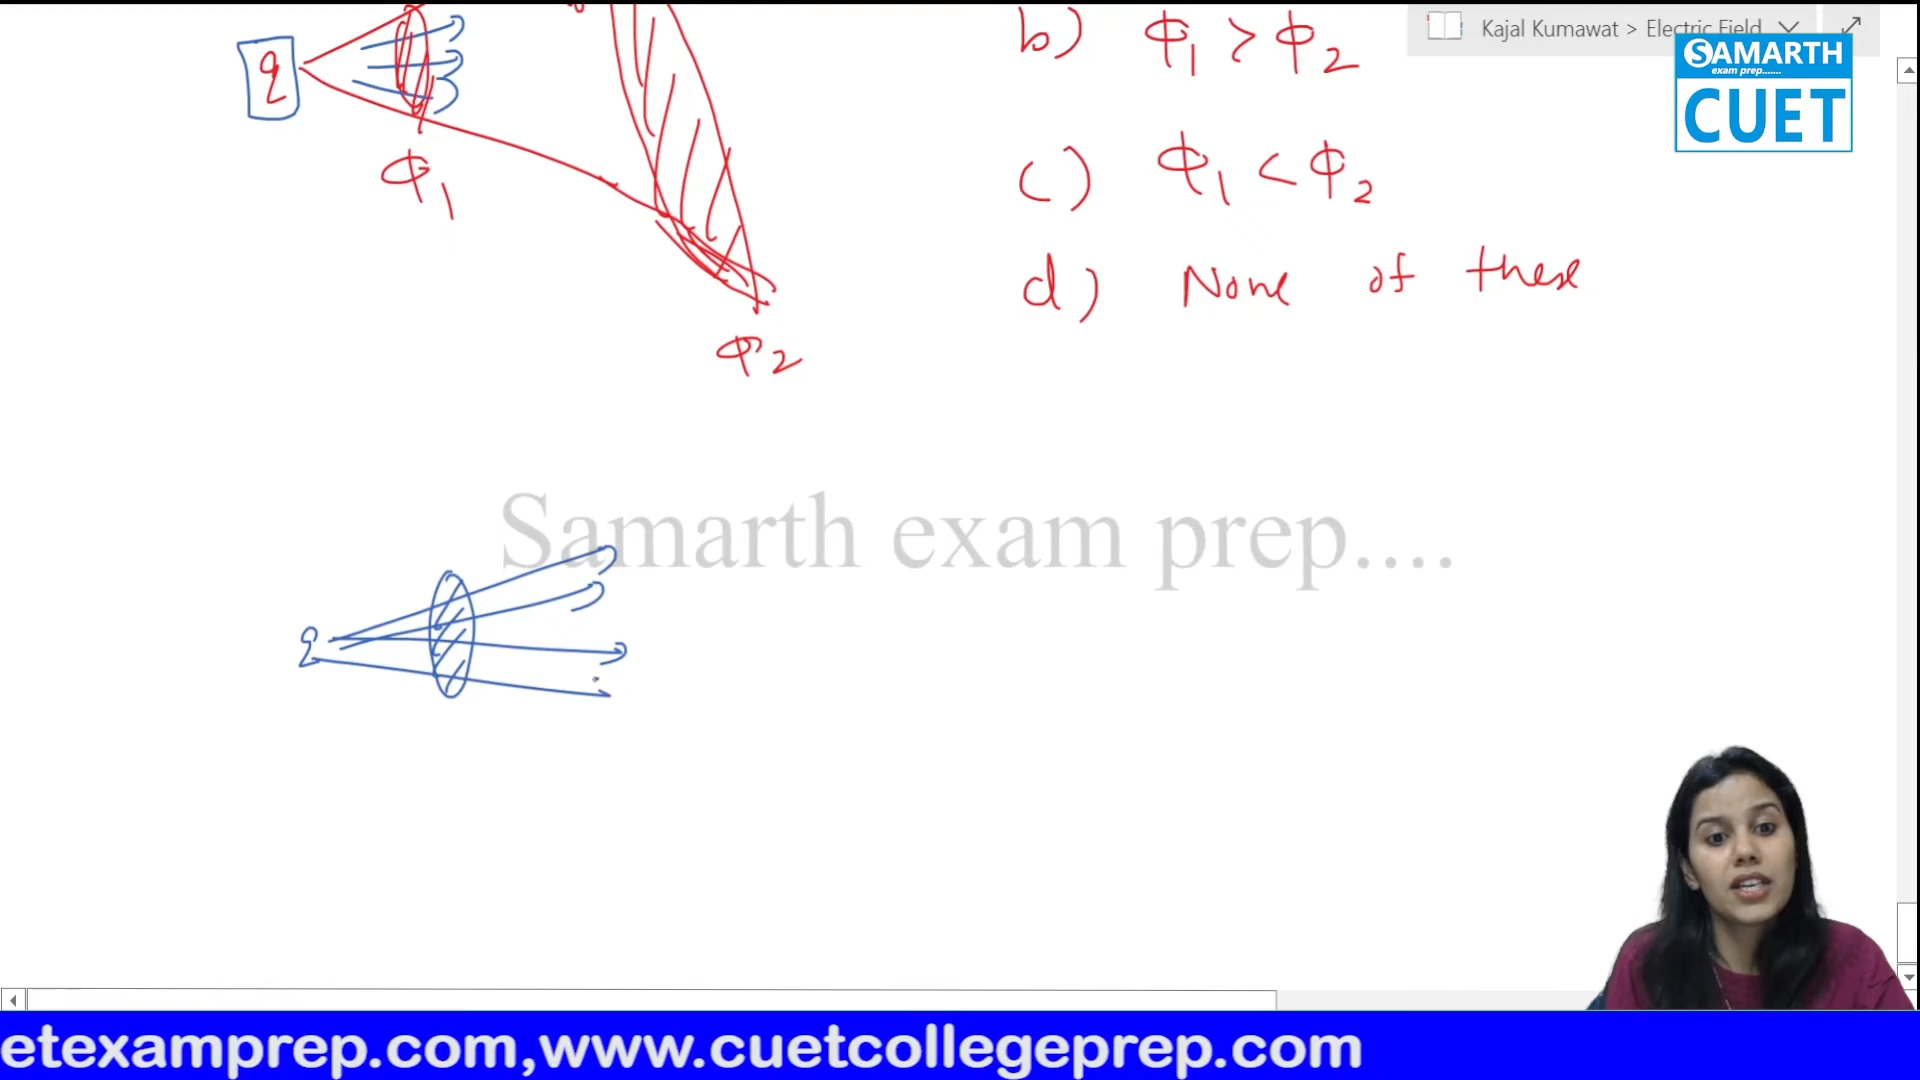 b) Φ1 > Φ2
Kajal Kumawat > Electric Field
SAMARTH
exam prep.......
CUET
q
Φ1
c) Φ1 < Φ2
d) None of these
Φ2
Samarth exam prep....
q
etexamprep.com,www.cuetcollegeprep.com